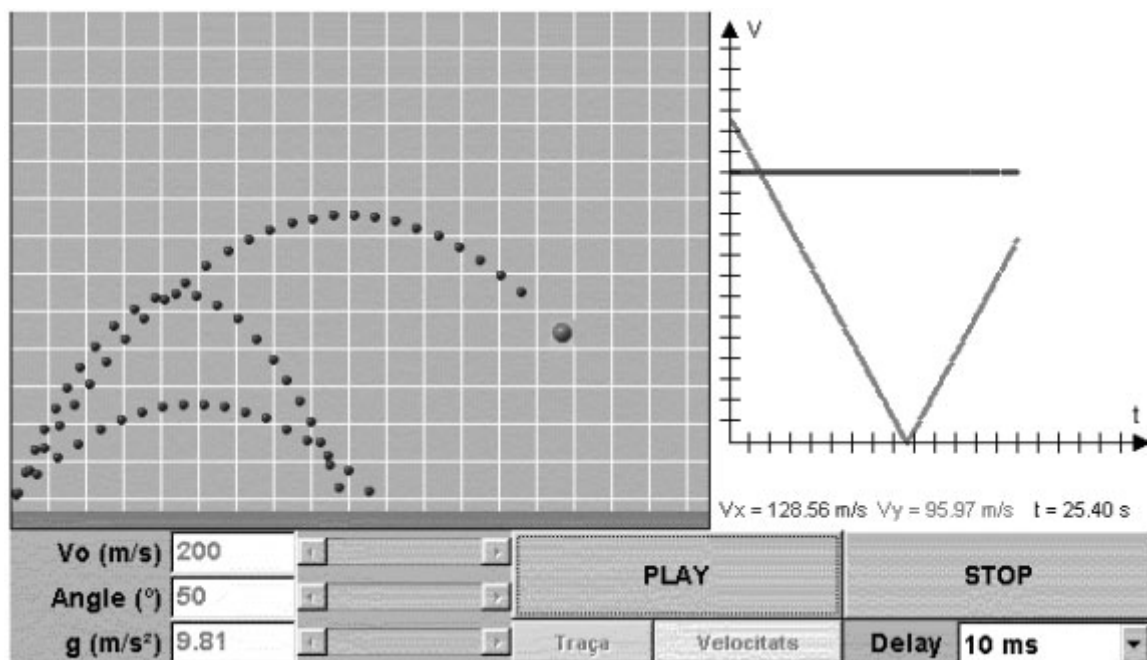 V
t
Vx = 128.56 m/s Vy = 95.97 m/s t = 25.40 s
Vo (m/s) 200
PLAY STOP
Angle (º) 50
g (m/s²) 9.81
Traça Velocitats Delay 10 ms